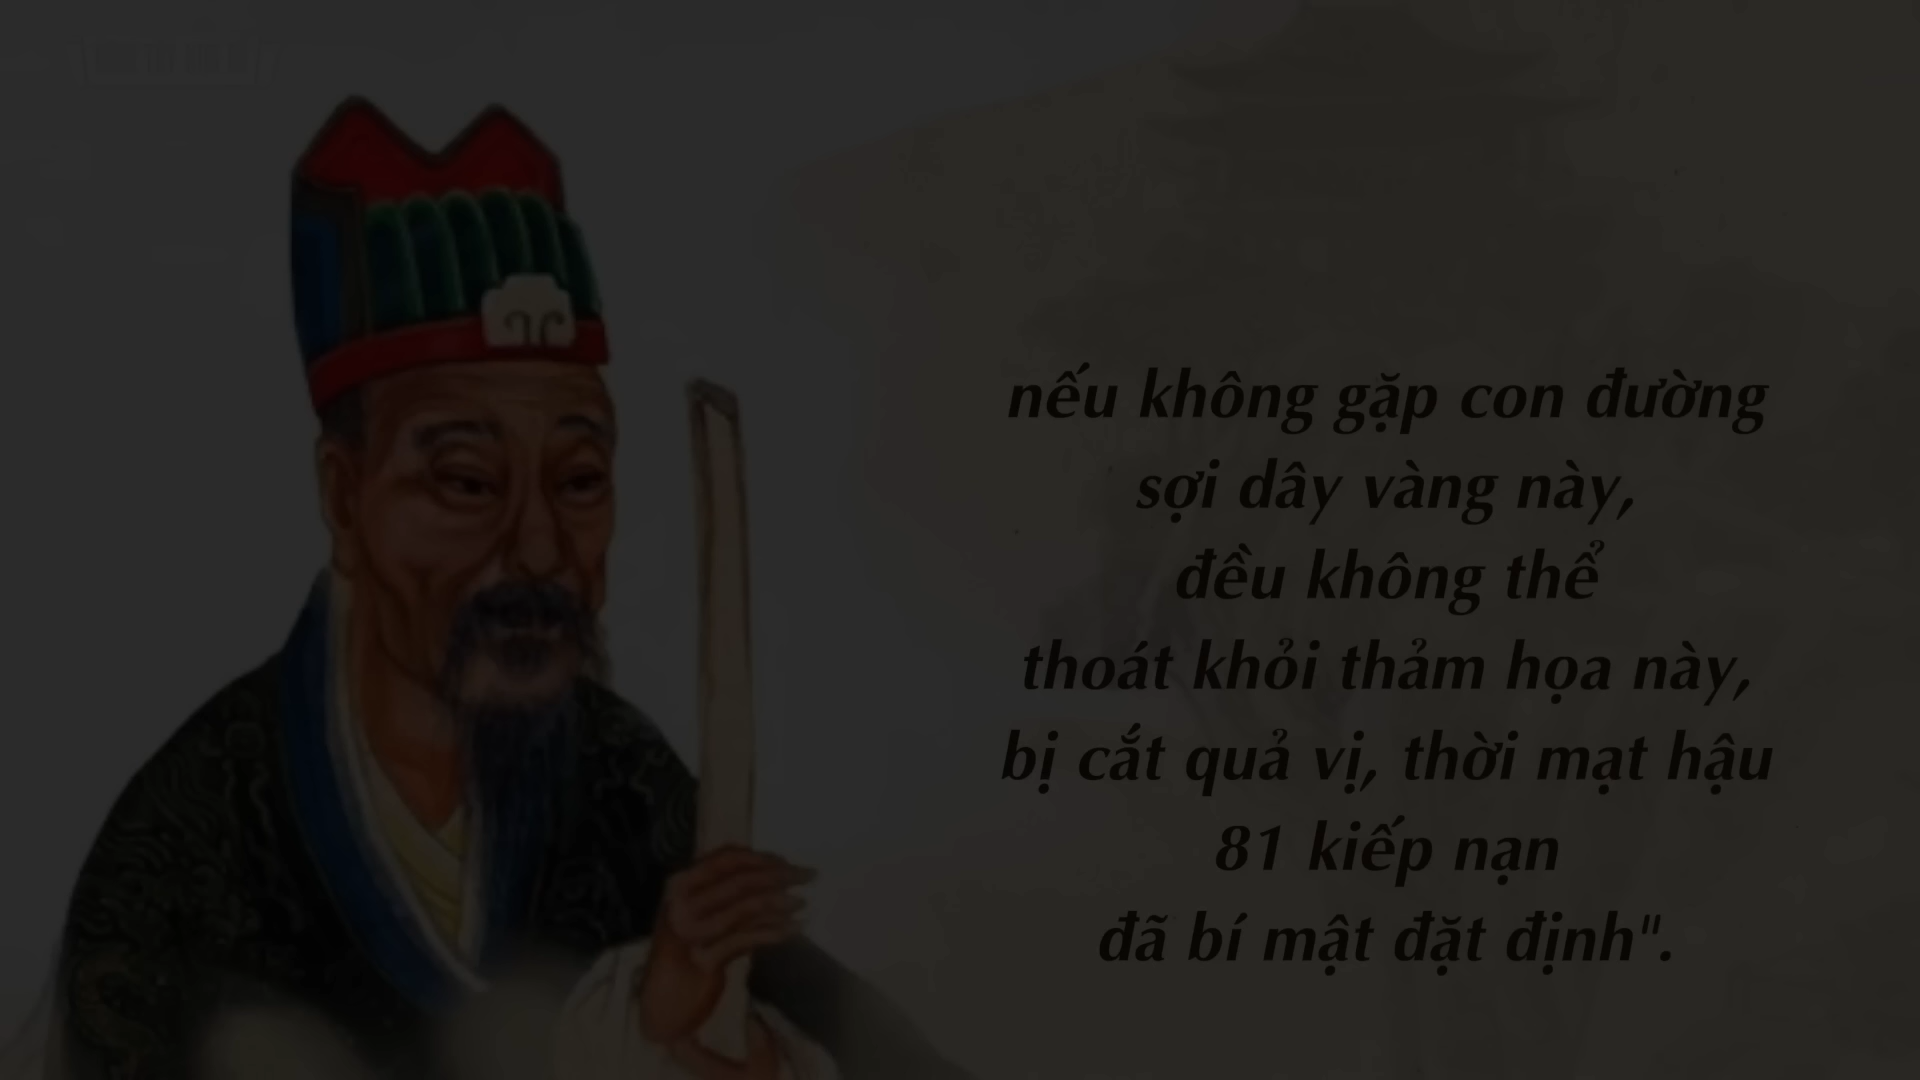 nếu không gặp con đường
sợi dây vàng này,
đều không thể
thoát khỏi thảm họa này,
bị cắt quả vị, thời mạt hậu
81 kiếp nạn
đã bí mật đặt định".